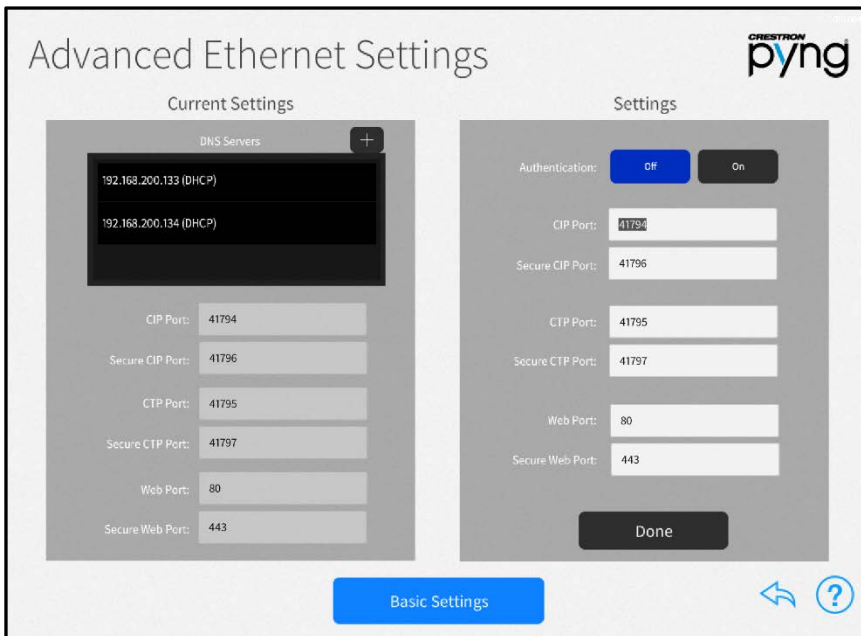 Advanced Ethernet Settings
CRESTRON
pyng
Current Settings
DNS Servers
+
192.168.200.133 (DHCP)
192.168.200.134 (DHCP)
CIP Port: 41794
Secure CIP Port: 41796
CTP Port: 41795
Secure CTP Port: 41797
Web Port: 80
Secure Web Port: 443
Settings
Authentication: Off On
CIP Port: 41794
Secure CIP Port: 41796
CTP Port: 41795
Secure CTP Port: 41797
Web Port: 80
Secure Web Port: 443
Done
Basic Settings
?